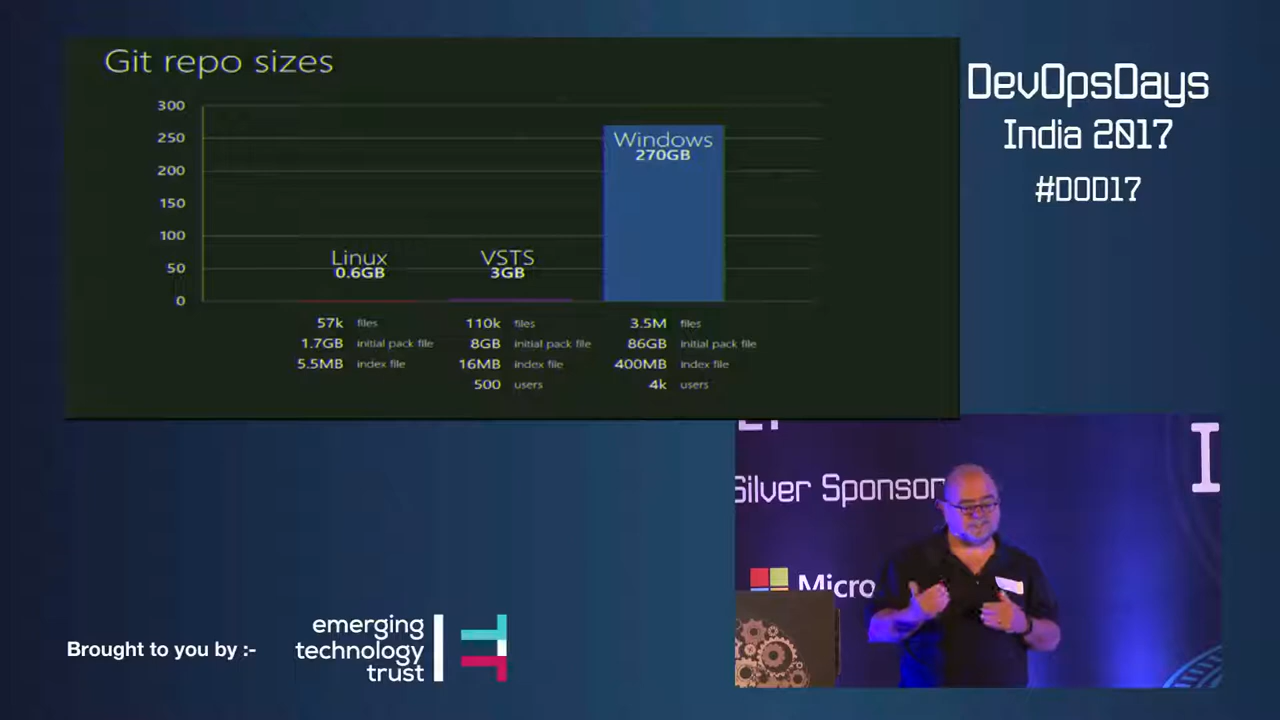 Git repo sizes
300
250
200
150
100
50
0
Linux
0.6GB
VSTS
3GB
Windows
270GB
57k files
1.7GB initial pack file
5.5MB index file
110k files
8GB initial pack file
16MB index file
500 users
3.5M files
86GB initial pack file
400MB index file
4k users
DevOpsDays
India 2017
#DOD17
Silver Sponsor
Micro
I
Brought to you by :-
emerging
technology
trust